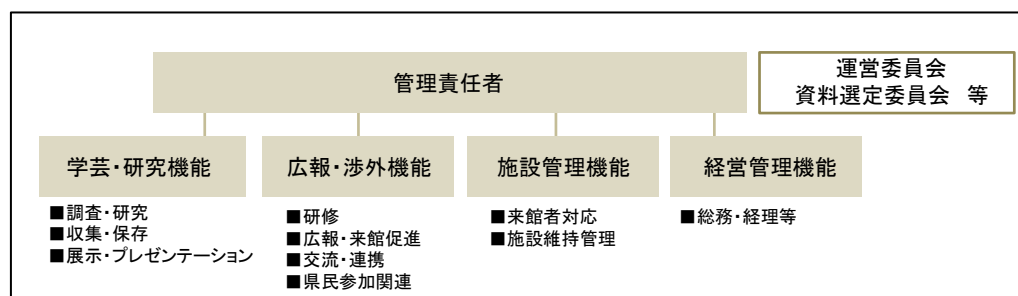 管理責任者
運営委員会
資料選定委員会　等
学芸・研究機能
■調査・研究
■収集・保存
■展示・プレゼンテーション
広報・渉外機能
■研修
■広報・来館促進
■交流・連携
■県民参加関連
施設管理機能
■来館者対応
■施設維持管理
経営管理機能
■総務・経理等